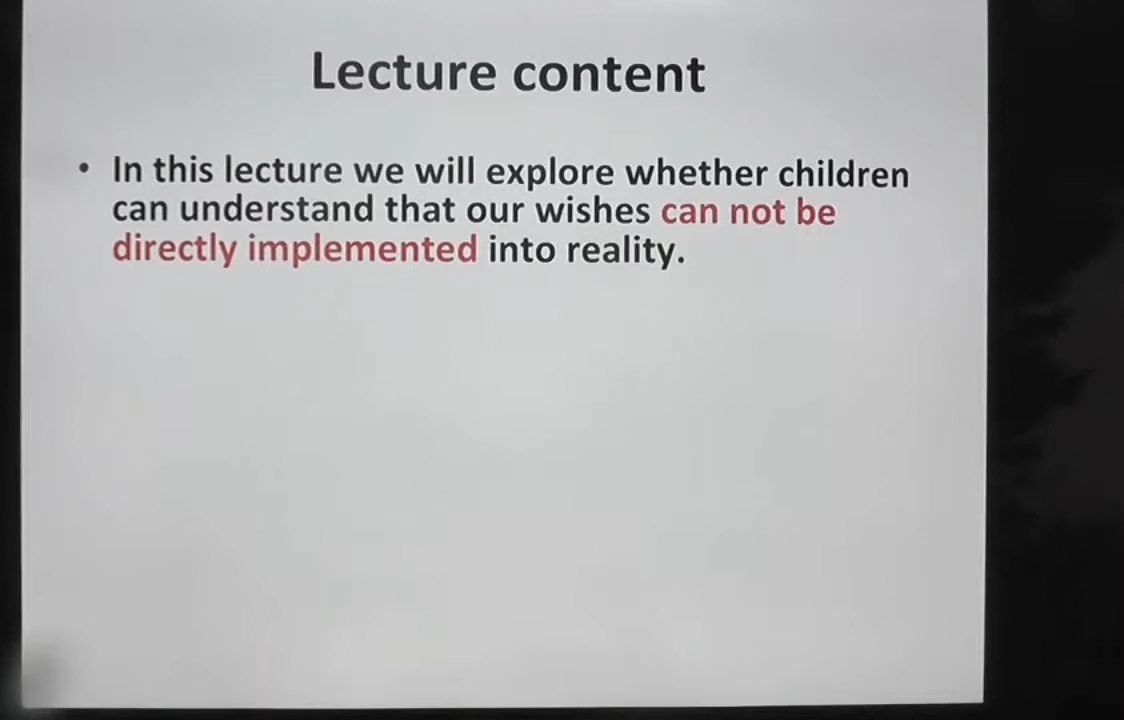 Lecture content
• In this lecture we will explore whether children
can understand that our wishes can not be
directly implemented into reality.